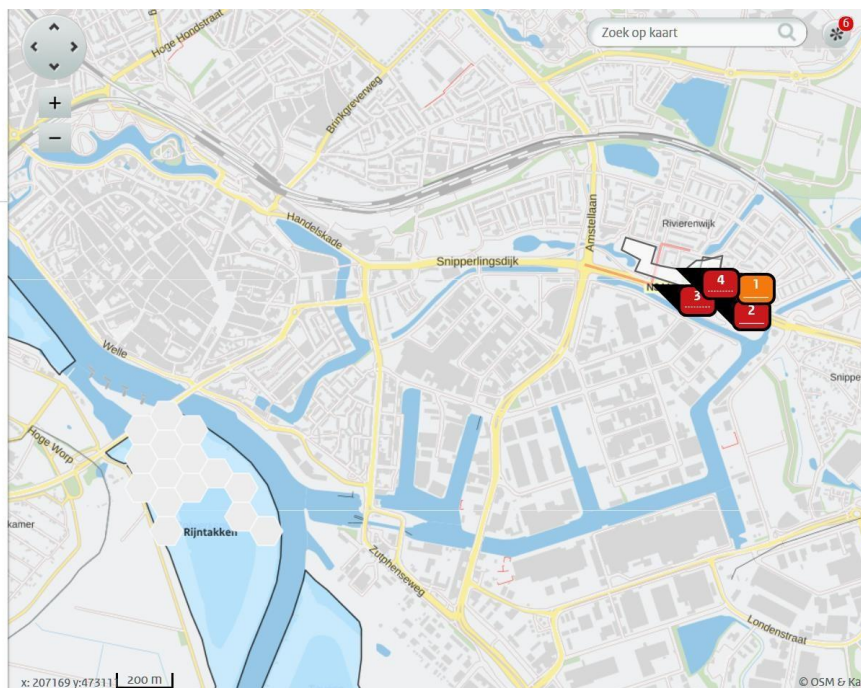 Hoge Hondstraat
Zoek op kaart
6
Brinkgreverweg
+
−
Handelskade
Amstellaan
Rivierenwijk
Snipperlingsdijk
4
1
3
2
Welle
Snippe
Hoge Worp
kamer
Rijntakken
Zutphenseweg
Londenstraat
x: 207169 y:47311
200 m
© OSM & Ka